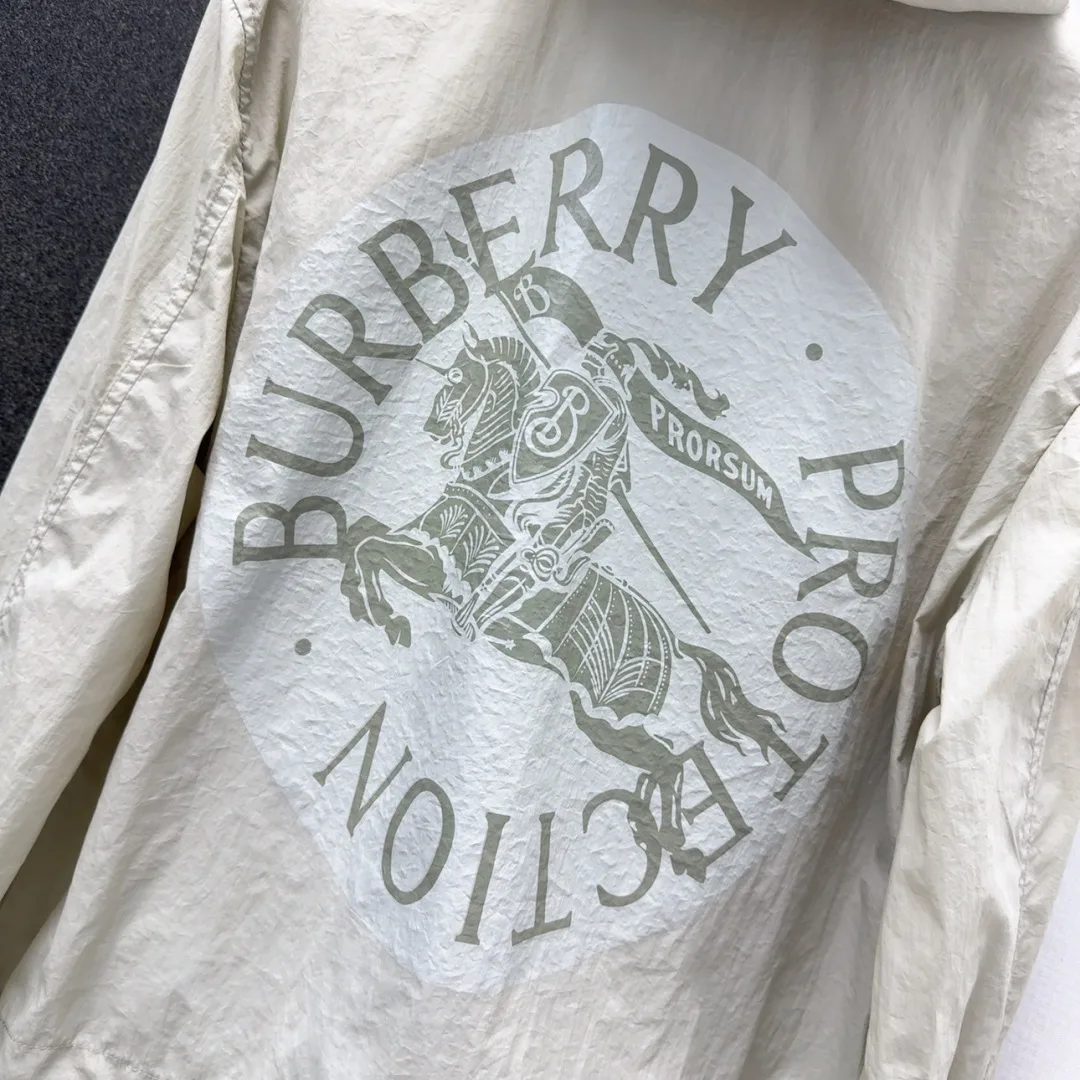 BURBERRY · PROTECTION ·
B
B
PRORSUM